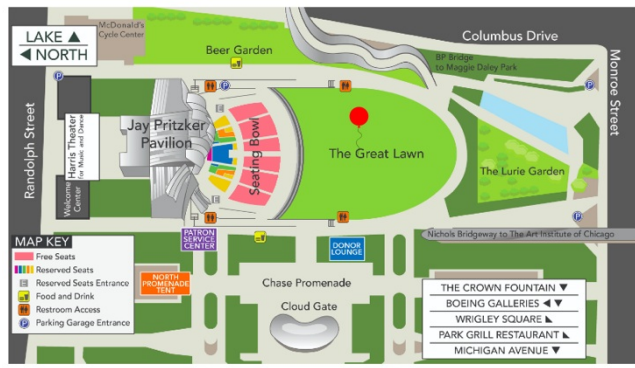 McDonald's
Cycle Center
LAKE ▲
◀ NORTH
Beer Garden
Columbus Drive
BP Bridge
to Maggie Daley Park
Monroe Street
P
P
P
Randolph Street
Harris Theater
for Music and Dance
Welcome
Center
Jay Pritzker
Pavilion
Seating Bowl
The Great Lawn
The Lurie Garden
P
Nichols Bridgeway to The Art Institute of Chicago
PATRON
SERVICE
CENTER
DONOR
LOUNGE
MAP KEY
Free Seats
Reserved Seats
E Reserved Seats Entrance
Food and Drink
Restroom Access
P Parking Garage Entrance
NORTH
PROMENADE
TENT
Chase Promenade
Cloud Gate
THE CROWN FOUNTAIN ▼
BOEING GALLERIES ◀ ▼
WRIGLEY SQUARE ◣
PARK GRILL RESTAURANT ◣
MICHIGAN AVENUE ▼